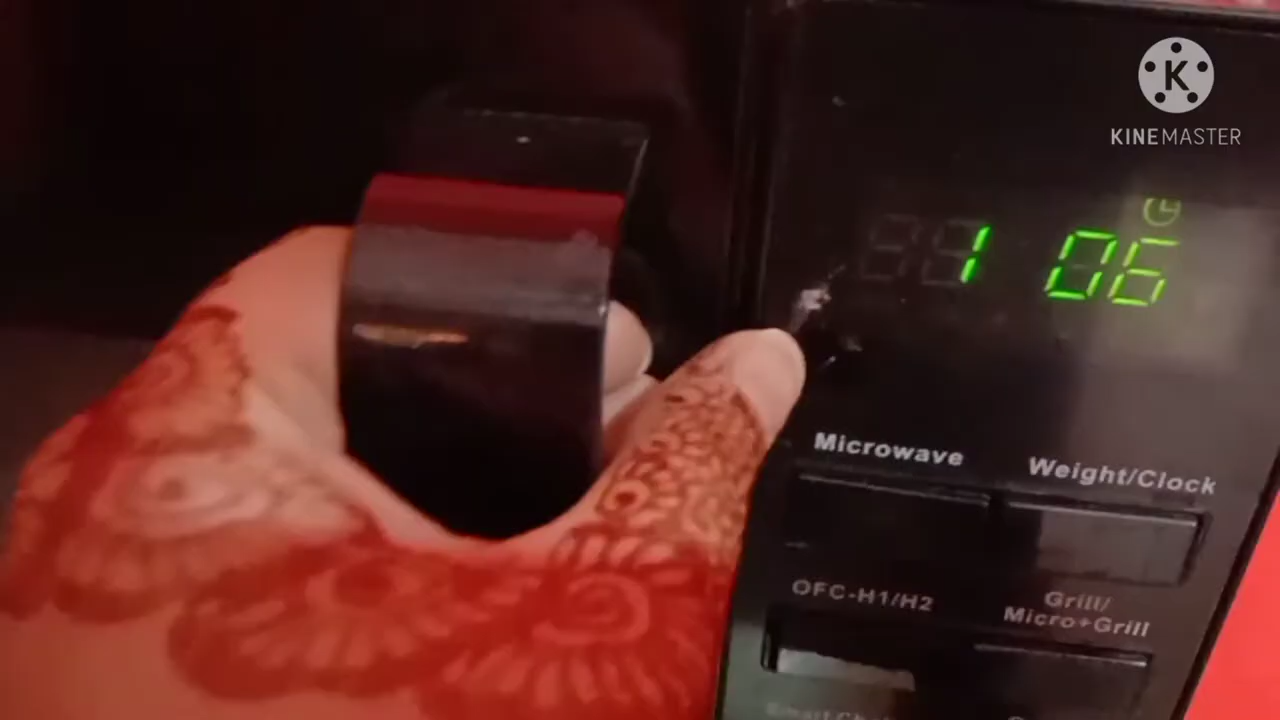 K
KINEMASTER
1 06
Microwave
Weight/Clock
OFC-H1/H2
Grill/
Micro+Grill